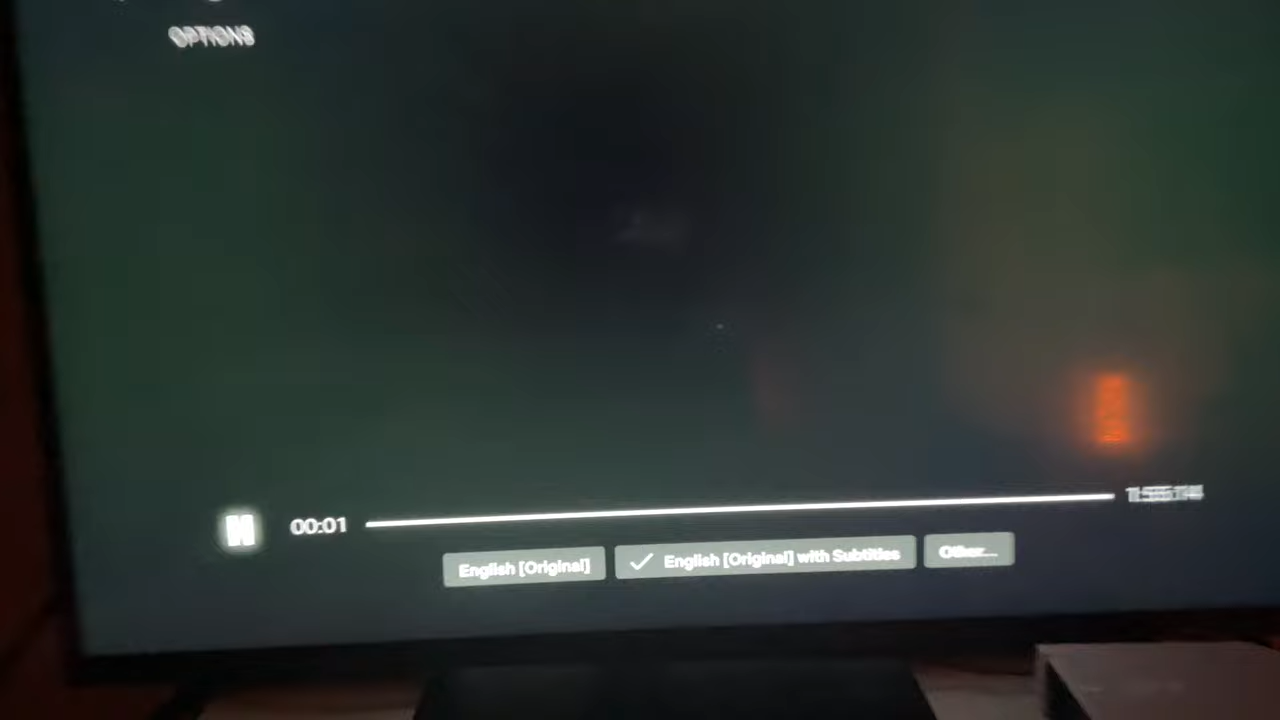 OPTIONS
00:01
English [Original]
English [Original] with Subtitles
Other...